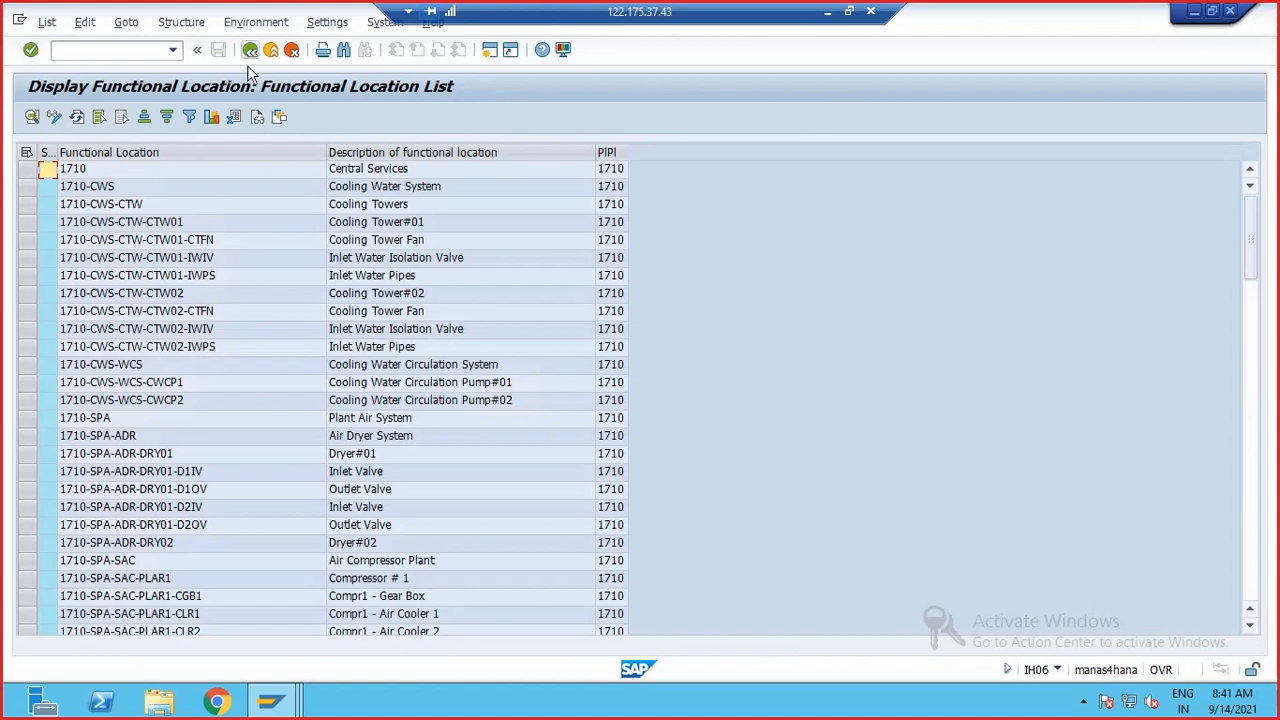 122.175.37.43
List Edit Goto Structure Environment Settings System Help
Display Functional Location: Functional Location List
S... Functional Location Description of functional location PlPl
1710 Central Services 1710
1710-CWS Cooling Water System 1710
1710-CWS-CTW Cooling Towers 1710
1710-CWS-CTW-CTW01 Cooling Tower#01 1710
1710-CWS-CTW-CTW01-CTFN Cooling Tower Fan 1710
1710-CWS-CTW-CTW01-IWIV Inlet Water Isolation Valve 1710
1710-CWS-CTW-CTW01-IWPS Inlet Water Pipes 1710
1710-CWS-CTW-CTW02 Cooling Tower#02 1710
1710-CWS-CTW-CTW02-CTFN Cooling Tower Fan 1710
1710-CWS-CTW-CTW02-IWIV Inlet Water Isolation Valve 1710
1710-CWS-CTW-CTW02-IWPS Inlet Water Pipes 1710
1710-CWS-WCS Cooling Water Circulation System 1710
1710-CWS-WCS-CWCP1 Cooling Water Circulation Pump#01 1710
1710-CWS-WCS-CWCP2 Cooling Water Circulation Pump#02 1710
1710-SPA Plant Air System 1710
1710-SPA-ADR Air Dryer System 1710
1710-SPA-ADR-DRY01 Dryer#01 1710
1710-SPA-ADR-DRY01-D1IV Inlet Valve 1710
1710-SPA-ADR-DRY01-D1OV Outlet Valve 1710
1710-SPA-ADR-DRY01-D2IV Inlet Valve 1710
1710-SPA-ADR-DRY01-D2OV Outlet Valve 1710
1710-SPA-ADR-DRY02 Dryer#02 1710
1710-SPA-SAC Air Compressor Plant 1710
1710-SPA-SAC-PLAR1 Compressor # 1 1710
1710-SPA-SAC-PLAR1-CGB1 Compr1 - Gear Box 1710
1710-SPA-SAC-PLAR1-CLR1 Compr1 - Air Cooler 1 1710
1710-SPA-SAC-PLAR1-CLR2 Compr1 - Air Cooler 2 1710
Activate Windows
Go to Action Center to activate Windows.
SAP IH06 manas4hana OVR
ENG 8:41 AM
IN 9/14/2021